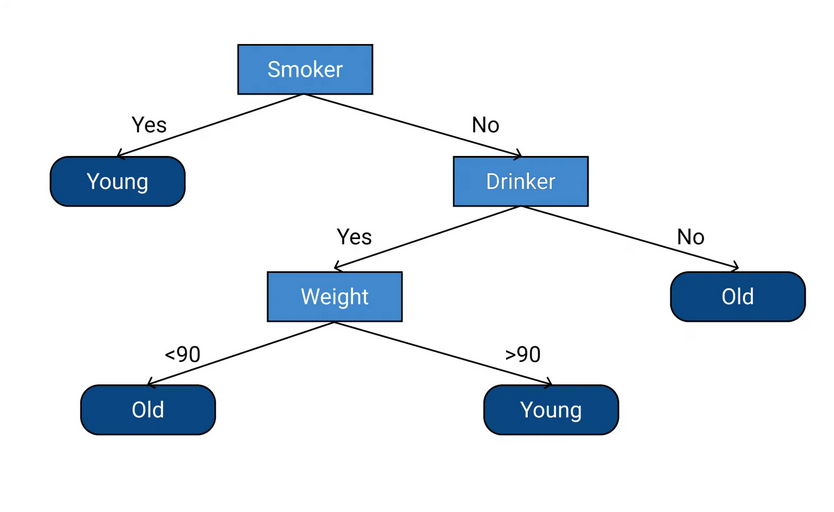 Smoker
Yes
No
Young
Drinker
Yes
No
Weight
Old
<90
>90
Old
Young